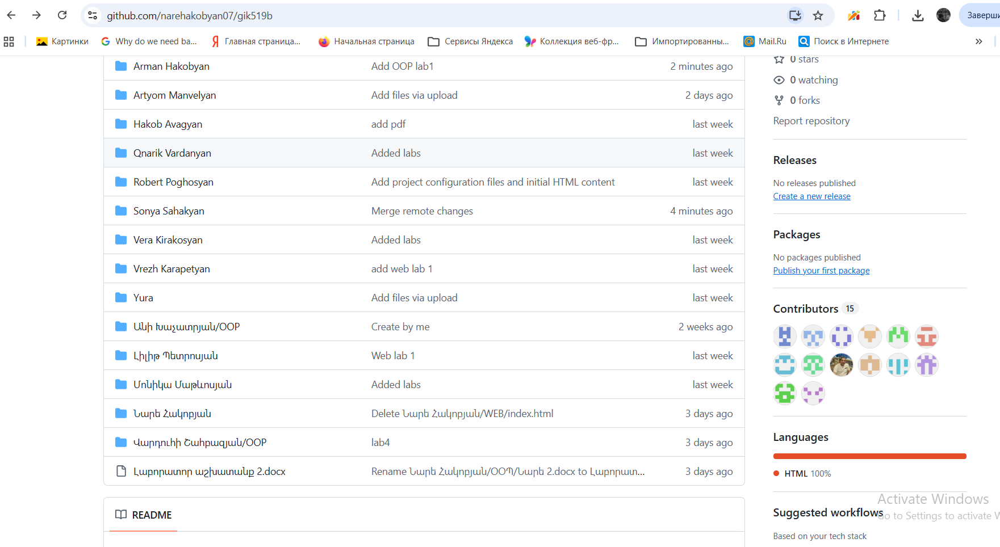 github.com/narehakobyan07/gik519b
Картинки Why do we need ba... Главная страница... Начальная страница Сервисы Яндекса Коллекция веб-фр... Импортированны... Mail.Ru Поиск в Интернете »
Arman Hakobyan Add OOP lab1 2 minutes ago
Artyom Manvelyan Add files via upload 2 days ago
Hakob Avagyan add pdf last week
Qnarik Vardanyan Added labs last week
Robert Poghosyan Add project configuration files and initial HTML content last week
Sonya Sahakyan Merge remote changes 4 minutes ago
Vera Kirakosyan Added labs last week
Vrezh Karapetyan add web lab 1 last week
Yura Add files via upload last week
Անի Խաչատրյան/OOP Create by me 2 weeks ago
Լիլիթ Պետրոսյան Web lab 1 last week
Մոնիկա Մաթևոսյան Added labs last week
Նարե Հակոբյան Delete Նարե Հակոբյան/WEB/index.html 3 days ago
Վարդուհի Շահբազյան/OOP lab4 3 days ago
Լաբորատոր աշխատանք 2.docx Rename Նարե Հակոբյան/ՕՕՊ/Նարե 2.docx to Լաբորատ... 3 days ago
README
0 stars
0 watching
0 forks
Report repository
Releases
No releases published
Create a new release
Packages
No packages published
Publish your first package
Contributors 15
Languages
HTML 100%
Suggested workflows
Based on your tech stack
Activate Windows
Go to Settings to activate W